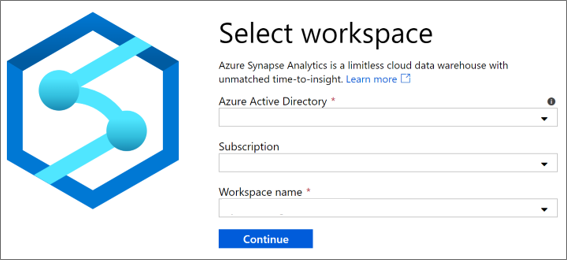 Select workspace
Azure Synapse Analytics is a limitless cloud data warehouse with
unmatched time-to-insight. Learn more
Azure Active Directory *
Subscription
Workspace name *
Continue